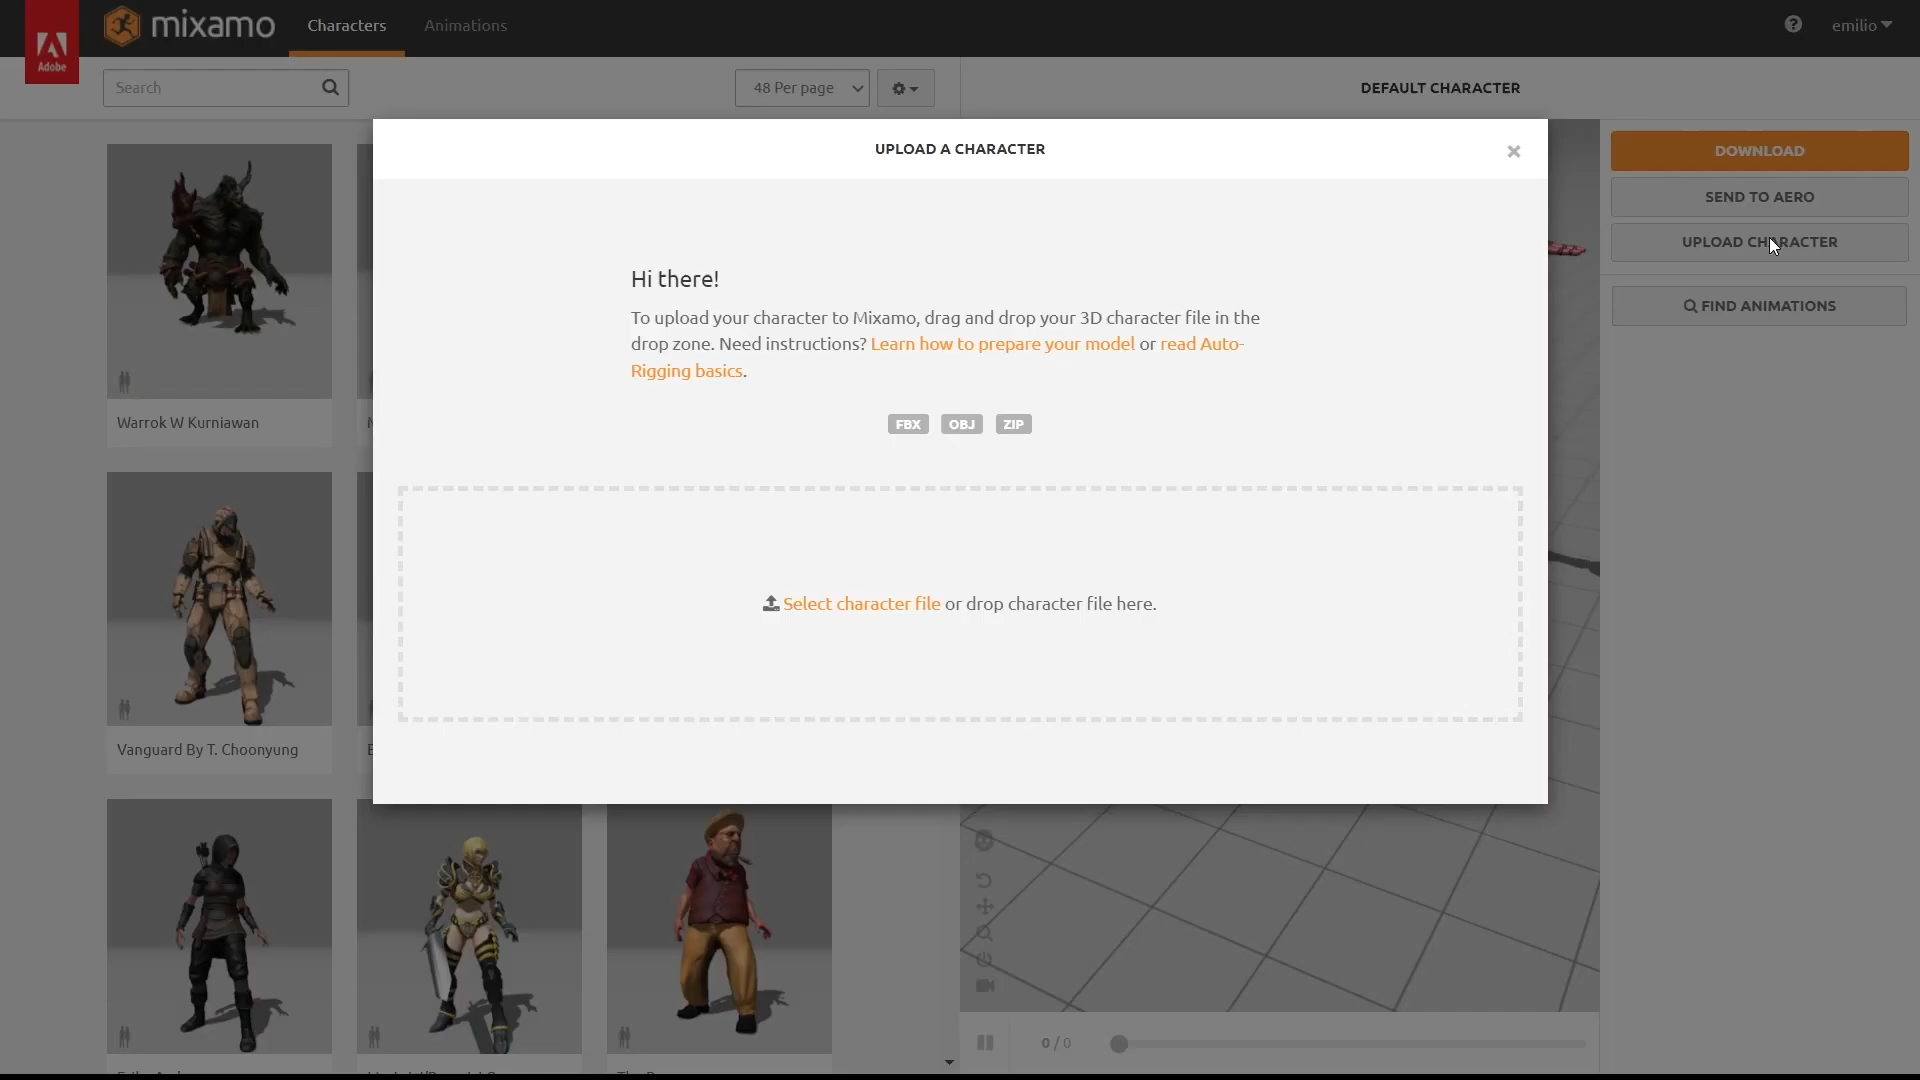 Adobe
mixamo
Characters
Animations
emilio
Search
48 Per page
DEFAULT CHARACTER
UPLOAD A CHARACTER
DOWNLOAD
SEND TO AERO
UPLOAD CHARACTER
FIND ANIMATIONS
Hi there!
To upload your character to Mixamo, drag and drop your 3D character file in the
drop zone. Need instructions? Learn how to prepare your model or read Auto-
Rigging basics.
FBX OBJ ZIP
Select character file or drop character file here.
Warrok W Kurniawan
Vanguard By T. Choonyung
0 / 0